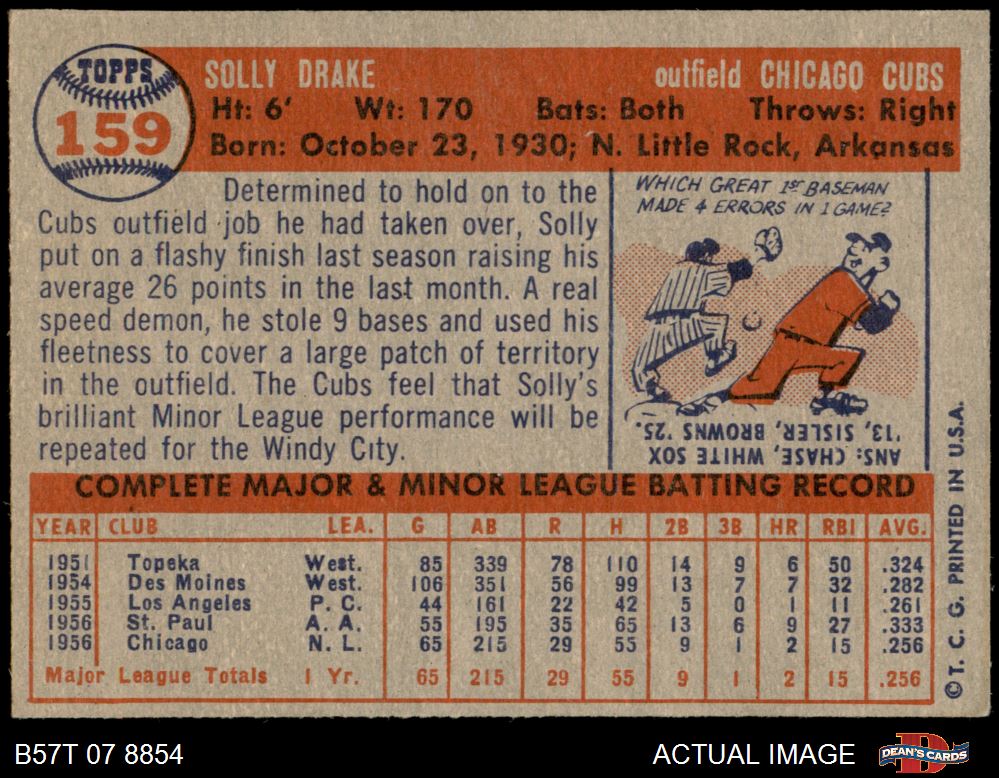 TOPPS
159
SOLLY DRAKE outfield CHICAGO CUBS
Ht: 6' Wt: 170 Bats: Both Throws: Right
Born: October 23, 1930; N. Little Rock, Arkansas
Determined to hold on to the
Cubs outfield job he had taken over, Solly
put on a flashy finish last season raising his
average 26 points in the last month. A real
speed demon, he stole 9 bases and used his
fleetness to cover a large patch of territory
in the outfield. The Cubs feel that Solly's
brilliant Minor League performance will be
repeated for the Windy City.
WHICH GREAT 1ST BASEMAN
MADE 4 ERRORS IN 1 GAME?
ANS: CHASE, WHITE SOX
'13, SISLER, BROWNS '25.
COMPLETE MAJOR & MINOR LEAGUE BATTING RECORD
YEAR CLUB LEA. G AB R H 2B 3B HR RBI AVG.
1951 Topeka West. 85 339 78 110 14 9 6 50 .324
1954 Des Moines West. 106 351 56 99 13 7 7 32 .282
1955 Los Angeles P. C. 44 161 22 42 5 0 1 11 .261
1956 St. Paul A. A. 55 195 35 65 13 6 9 27 .333
1956 Chicago N. L. 65 215 29 55 9 1 2 15 .256
Major League Totals 1 Yr. 65 215 29 55 9 1 2 15 .256
© T. C. G. PRINTED IN U.S.A.
B57T 07 8854 ACTUAL IMAGE
DEAN'S CARDS